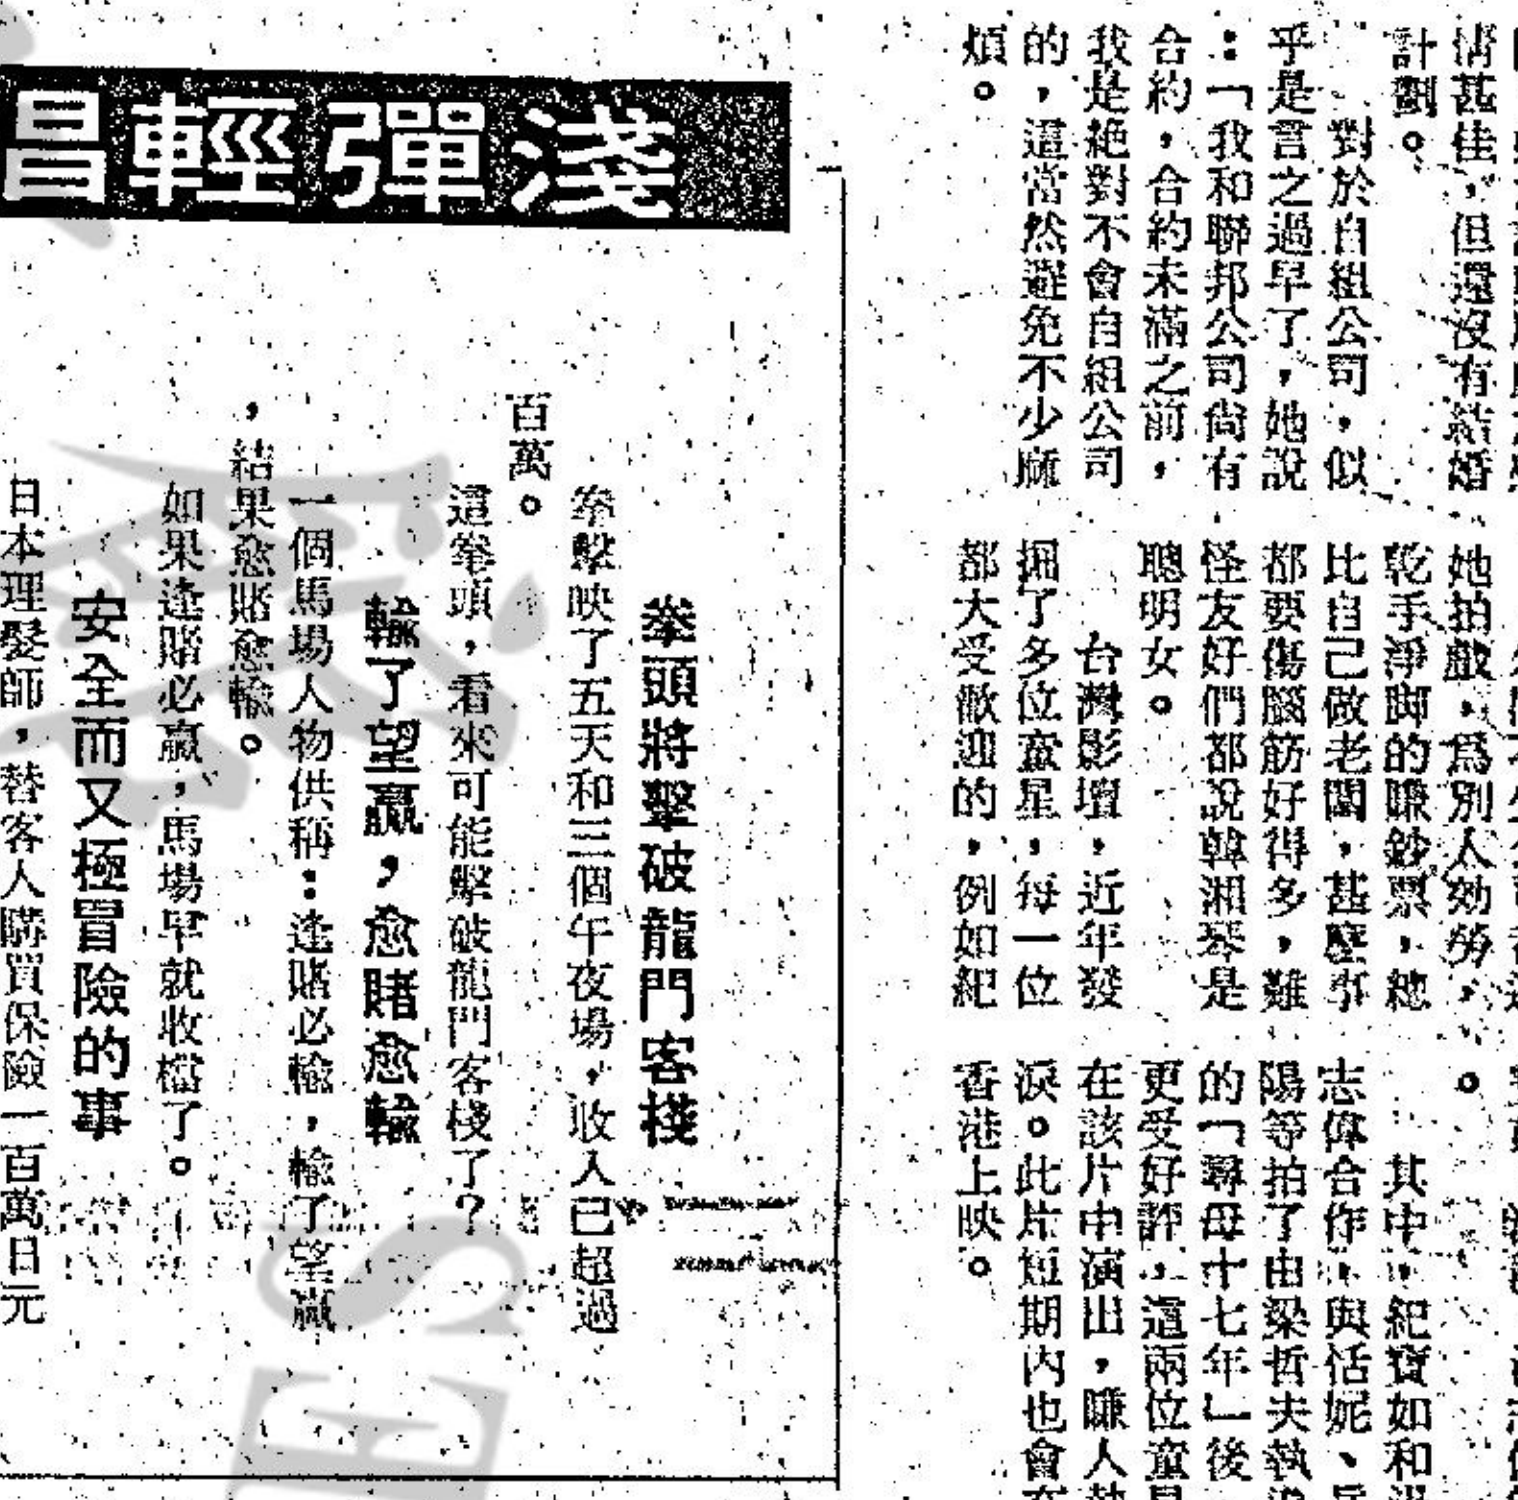 情甚佳，但還沒有結婚
計劃。
對於自組公司，似
乎是言之過早了，她說
：「我和聯邦公司尙有
合約，合約未滿之前，
我是絕對不會自組公司
的，這當然避免不少麻
煩。
她拍戲，爲別人効勞，
乾手淨脚的賺鈔票，總
比自己做老闆，甚麼事
都要傷腦筋好得多，難
怪友好們都說韓湘琴是
聰明女。
台灣影壇，近年發
掘了多位童星，每一位
都大受歡迎的，例如紀
其中，紀寶如和
志偉合作，與恬妮、
陽等拍了由梁哲夫執
的「尋母十七年」後
更受好評，這兩位童
在該片中演出，賺人
淚。此片短期內也會
香港上映。
淺彈輕
拳頭將擊破龍門客棧
拳擊映了五天和三個午夜場，收入已超過
百萬。
這拳頭，看來可能擊破龍門客棧了？
輸了望贏，愈賭愈輸
一個馬場人物供稱：逢賭必輸，輸了望贏
，結果愈賭愈輸。
如果逢賭必贏，馬場早就收檔了。
安全而又極冒險的事
日本理髮師，替客人購買保險一百萬日元